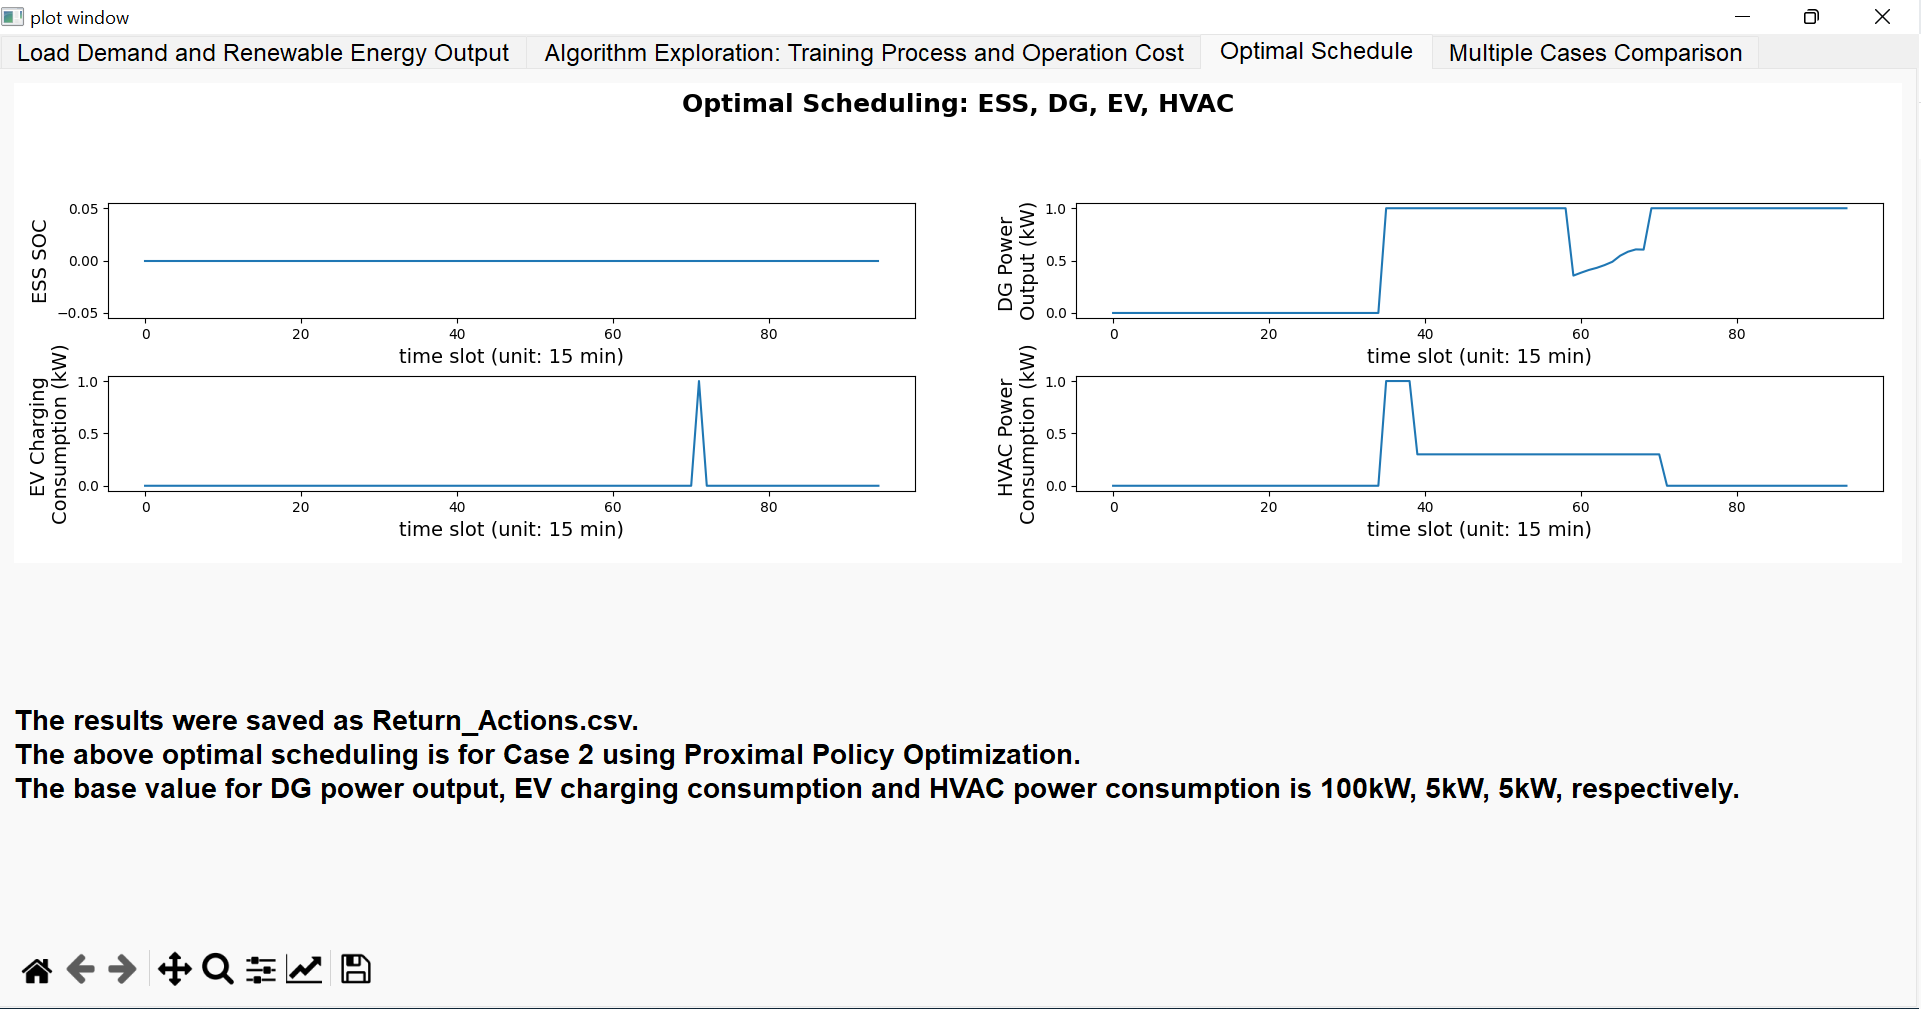 plot window
Load Demand and Renewable Energy Output
Algorithm Exploration: Training Process and Operation Cost
Optimal Schedule
Multiple Cases Comparison
Optimal Scheduling: ESS, DG, EV, HVAC
ESS SOC
0.05
0.00
−0.05
0 20 40 60 80
time slot (unit: 15 min)
DG Power
Output (kW)
1.0
0.5
0.0
0 20 40 60 80
time slot (unit: 15 min)
EV Charging
Consumption (kW)
1.0
0.5
0.0
0 20 40 60 80
time slot (unit: 15 min)
HVAC Power
Consumption (kW)
1.0
0.5
0.0
0 20 40 60 80
time slot (unit: 15 min)
The results were saved as Return_Actions.csv.
The above optimal scheduling is for Case 2 using Proximal Policy Optimization.
The base value for DG power output, EV charging consumption and HVAC power consumption is 100kW, 5kW, 5kW, respectively.